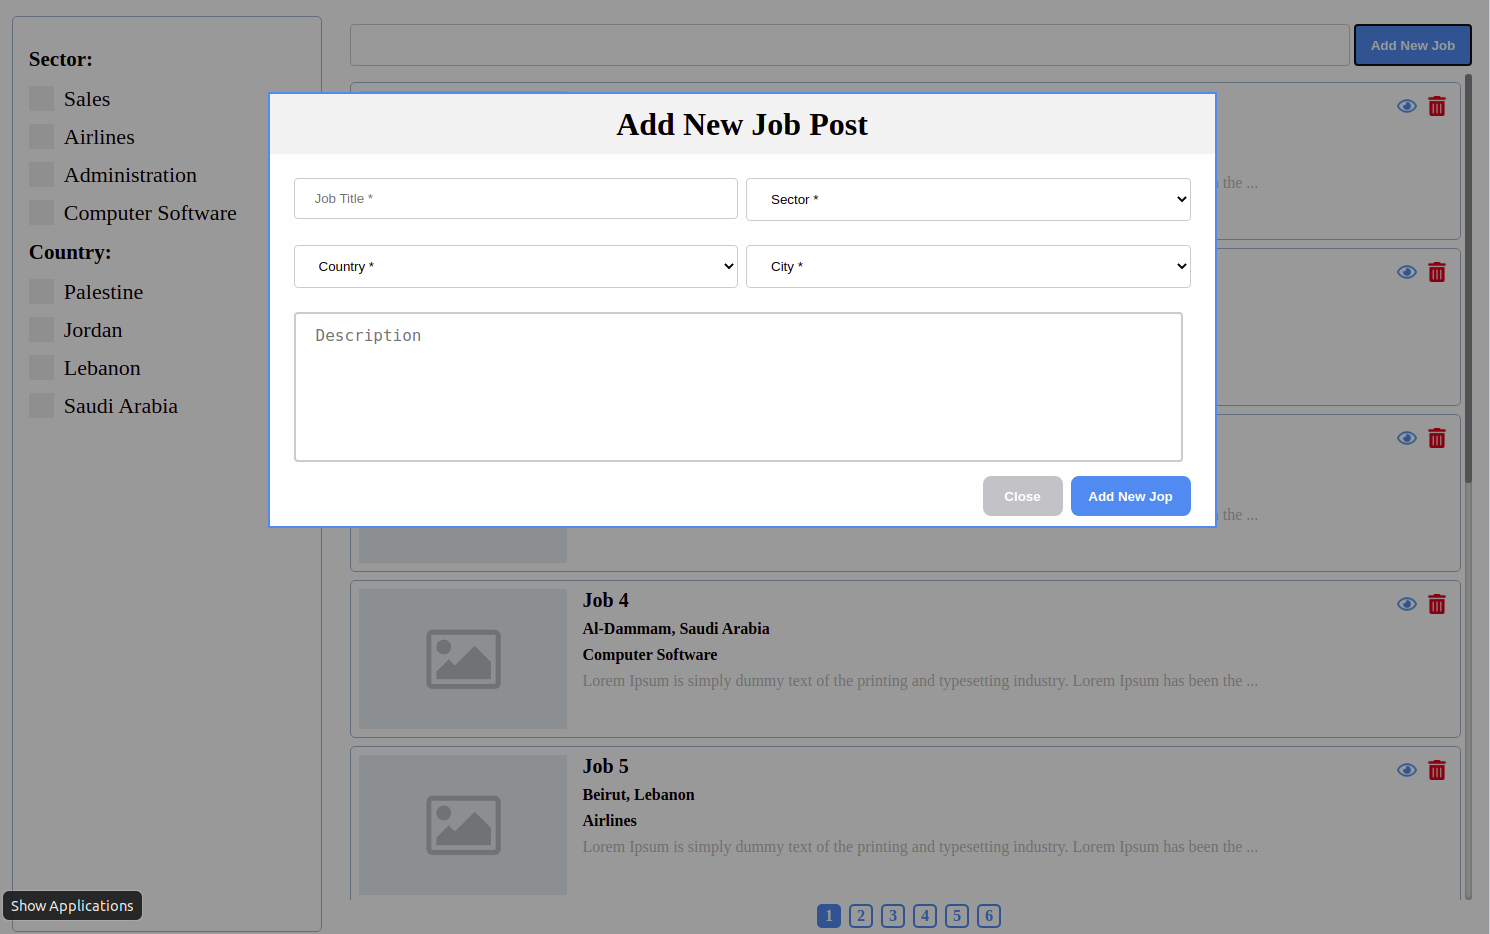 Add New Job
Sector:
Sales
Airlines
Administration
Computer Software
Country:
Palestine
Jordan
Lebanon
Saudi Arabia
Add New Job Post
Job Title *
Sector *
Country *
City *
Description
Close
Add New Jop
the ...
the ...
Job 4
Al-Dammam, Saudi Arabia
Computer Software
Lorem Ipsum is simply dummy text of the printing and typesetting industry. Lorem Ipsum has been the ...
Job 5
Beirut, Lebanon
Airlines
Lorem Ipsum is simply dummy text of the printing and typesetting industry. Lorem Ipsum has been the ...
Show Applications
1 2 3 4 5 6